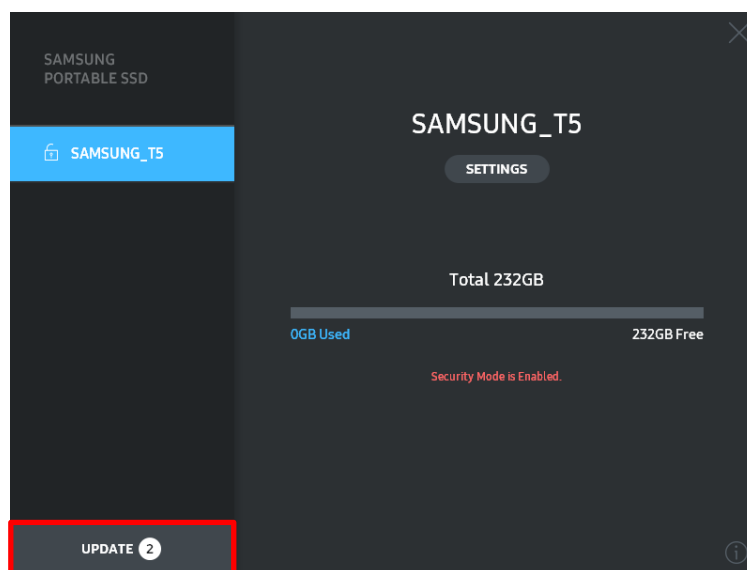 SAMSUNG
PORTABLE SSD
SAMSUNG_T5
SAMSUNG_T5
SETTINGS
Total 232GB
0GB Used
232GB Free
Security Mode is Enabled.
UPDATE 2